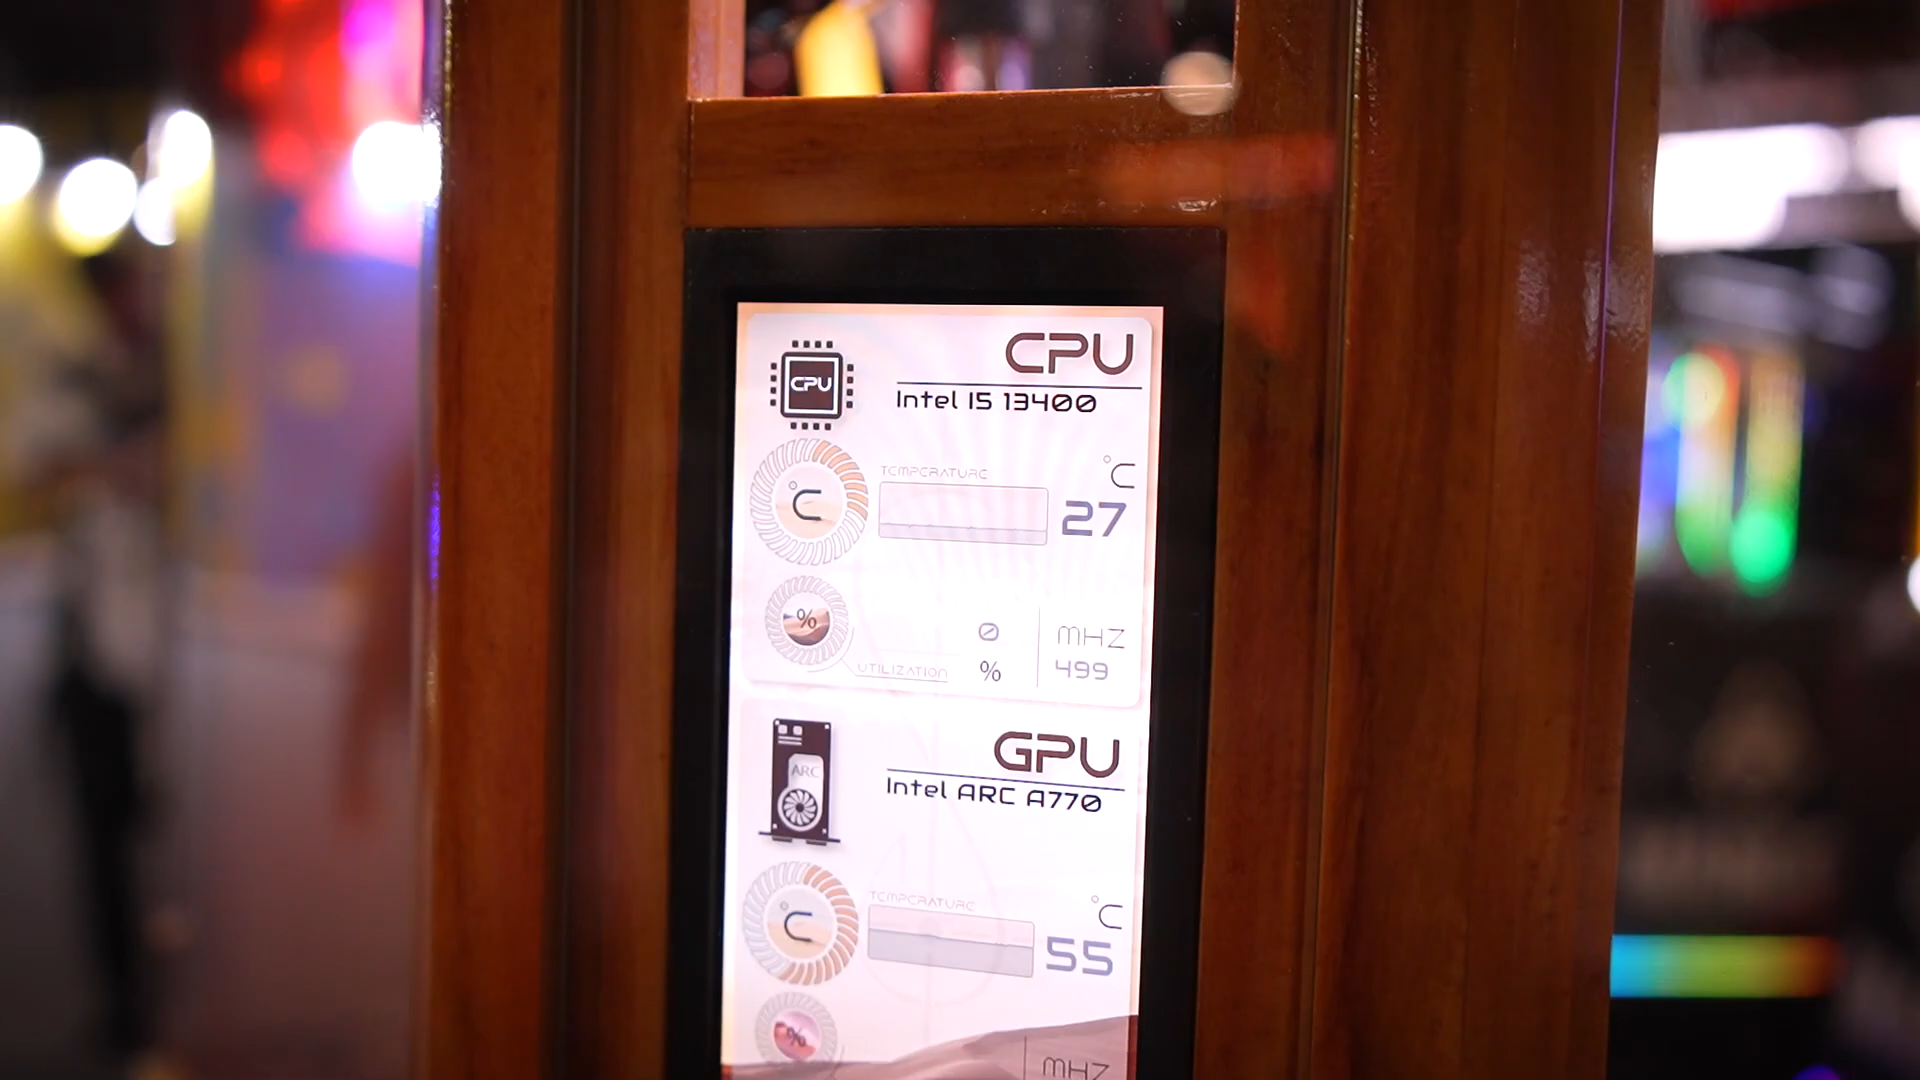 CPU
CPU
Intel I5 13400
TEMPERATURE
°C
°C
27
%
0
MHZ
UTILIZATION
%
499
GPU
ARC
Intel ARC A770
TEMPERATURE
°C
°C
55
%
MHZ